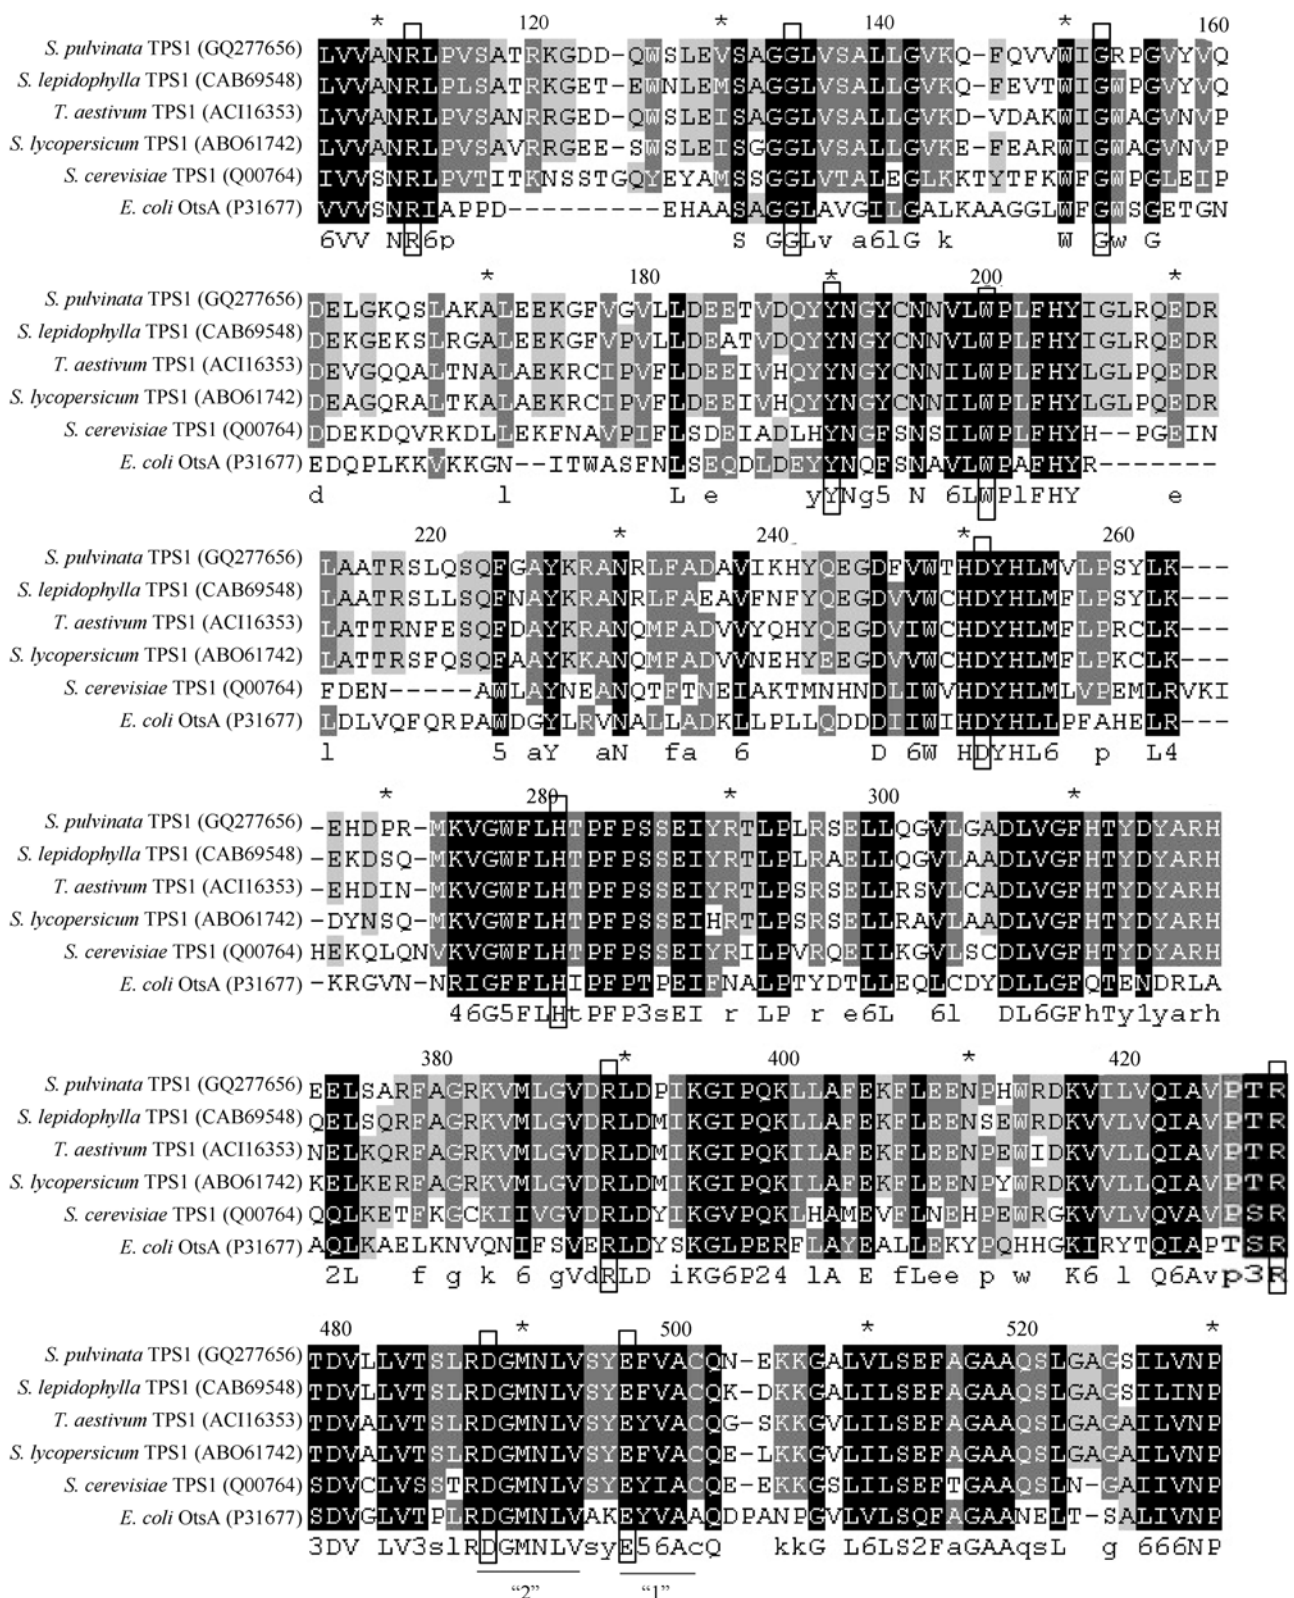 * 120 * 140 * 160
S. pulvinata TPS1 (GQ277656) LVVANRLPVSATRKGDD-QWSLEVSAGGLVSALLGVKQ-FQVVWIGRPGVYVQ
S. lepidophylla TPS1 (CAB69548) LVVANRLPLSATRKGET-EWNLEMSAGGLVSALLGVKQ-FEVTWIGWPGVYVQ
T. aestivum TPS1 (ACI16353) LVVANRLPVSANRRGED-QWSLEISAGGLVSALLGVKD-VDAKWIGWAGVNVP
S. lycopersicum TPS1 (ABO61742) LVVANRLPVSAVRRGEE-SWSLEISGGGLVSALLGVKE-FEARWIGWAGVNVP
S. cerevisiae TPS1 (Q00764) IVVSNRLPVTITKNSSTGQYEYAMSSGGLVTALEGLKKTYTFKWFGWPGLEIP
E. coli OtsA (P31677) VVVSNRIAPPD---------EHAASAGGLAVGILGALKAAGGLWFGWSGETGN
6VV NR6p S GGLv a6lG k W GwG
* 180 * 200 *
S. pulvinata TPS1 (GQ277656) DELGKQSLAKALEEKGFVGVLLDEETVDQYYNGYCNNVLWPLFHYIGLRQEDR
S. lepidophylla TPS1 (CAB69548) DEKGEKSLRGALEEKGFVPVLLDEATVDQYYNGYCNNVLWPLFHYIGLRQEDR
T. aestivum TPS1 (ACI16353) DEVGQQALTNALAEKRCIPVFLDEEIVHQYYNGYCNNILWPLFHYLGLPQEDR
S. lycopersicum TPS1 (ABO61742) DEAGQRALTKALAEKRCIPVFLDEEIVHQYYNGYCNNILWPLFHYLGLPQEDR
S. cerevisiae TPS1 (Q00764) DDEKDQVRKDLLEKFNAVPIFLSDEIADLHYNGFSNSILWPLFHYH--PGEIN
E. coli OtsA (P31677) EDQPLKKVKKGN--ITWASFNLSEQDLDEYYNQFSNAVLWPAFHYR-------
d l L e yYNg5 N 6LWPlFHY e
220 * 240 * 260
S. pulvinata TPS1 (GQ277656) LAATRSLQSQFGAYKRANRLFADAVIKHYQEGDFVWTHDYHLMVLPSYLK---
S. lepidophylla TPS1 (CAB69548) LAATRSLLSQFNAYKRANRLFAEAVFNFYQEGDVVWCHDYHLMFLPSYLK---
T. aestivum TPS1 (ACI16353) LATTRNFESQFDAYKRANQMFADVVYQHYQEGDVIWCHDYHLMFLPRCLK---
S. lycopersicum TPS1 (ABO61742) LATTRSFQSQFAAYKKANQMFADVVNEHYEEGDVVWCHDYHLMFLPKCLK---
S. cerevisiae TPS1 (Q00764) FDEN-----AWLAYNEANQTFTNEIAKTMNHNDLIWVHDYHLMLVPEMLRVKI
E. coli OtsA (P31677) LDLVQFQRPAWDGYLRVNALLADKLLPLLQDDDIIWIHDYHLLPFAHELR---
l 5 aY aN fa 6 D 6W HDYHL6 p L4
* 280 * 300 *
S. pulvinata TPS1 (GQ277656) -EHDPR-MKVGWFLHTPFPSSEIYRTLPLRSELLQGVLGADLVGFHTYDYARH
S. lepidophylla TPS1 (CAB69548) -EKDSQ-MKVGWFLHTPFPSSEIYRTLPLRAELLQGVLAADLVGFHTYDYARH
T. aestivum TPS1 (ACI16353) -EHDIN-MKVGWFLHTPFPSSEIYRTLPSRSELLRSVLCADLVGFHTYDYARH
S. lycopersicum TPS1 (ABO61742) -DYNSQ-MKVGWFLHTPFPSSEIHRTLPSRSELLRAVLAADLVGFHTYDYARH
S. cerevisiae TPS1 (Q00764) HEKQLQNVKVGWFLHTPFPSSEIYRILPVRQEILKGVLSCDLVGFHTYDYARH
E. coli OtsA (P31677) -KRGVN-NRIGFFLHIPFPTPEIFNALPTYDTLLEQLCDYDLLGFQTENDRLA
46G5FLHtPFP3sEI r LP r e6L 6l DL6GFhTy1yarh
380 * 400 * 420
S. pulvinata TPS1 (GQ277656) EELSARFAGRKVMLGVDRLDPIKGIPQKLLAFEKFLEENPHWRDKVILVQIAVPTR
S. lepidophylla TPS1 (CAB69548) QELSQRFAGRKVMLGVDRLDMIKGIPQKLLAFEKFLEENSEWRDKVVLVQIAVPTR
T. aestivum TPS1 (ACI16353) NELKQRFAGRKVMLGVDRLDMIKGIPQKILAFEKFLEENPEWIDKVVLLQIAVPTR
S. lycopersicum TPS1 (ABO61742) KELKERFAGRKVMLGVDRLDMIKGIPQKILAFEKFLEENPYWRDKVVLLQIAVPTR
S. cerevisiae TPS1 (Q00764) QQLKETFKGCKIIVGVDRLDYIKGVPQKLHAMEVFLNEHPEWRGKVVLVQVAVPSR
E. coli OtsA (P31677) AQLKAELKNVQNIFSVERLDYSKGLPERFLAYEALLEKYPQHHGKIRYTQIAPTSR
2L f g k 6 gVdRLD iKG6P24 lA E fLee p w K6 l Q6Avp3R
480 * 500 * 520 *
S. pulvinata TPS1 (GQ277656) TDVLLVTSLRDGMNLVSYEFVACQN-EKKGALVLSEFAGAAQSLGAGSILVNP
S. lepidophylla TPS1 (CAB69548) TDVLLVTSLRDGMNLVSYEFVACQK-DKKGALILSEFAGAAQSLGAGSILINP
T. aestivum TPS1 (ACI16353) TDVALVTSLRDGMNLVSYEYVACQG-SKKGVLILSEFAGAAQSLGAGAILVNP
S. lycopersicum TPS1 (ABO61742) TDVALVTSLRDGMNLVSYEFVACQE-LKKGVLILSEFAGAAQSLGAGAILVNP
S. cerevisiae TPS1 (Q00764) SDVCLVSSTRDGMNLVSYEYIACQE-EKKGSLILSEFTGAAQSLN-GAIIVNP
E. coli OtsA (P31677) SDVGLVTPLRDGMNLVAKEYVAAQDPANPGVLVLSQFAGAANELT-SALIVNP
3DV LV3slRDGMNLVsyE56AcQ kkG L6LS2FaGAAqsL g 666NP
“2” “1”